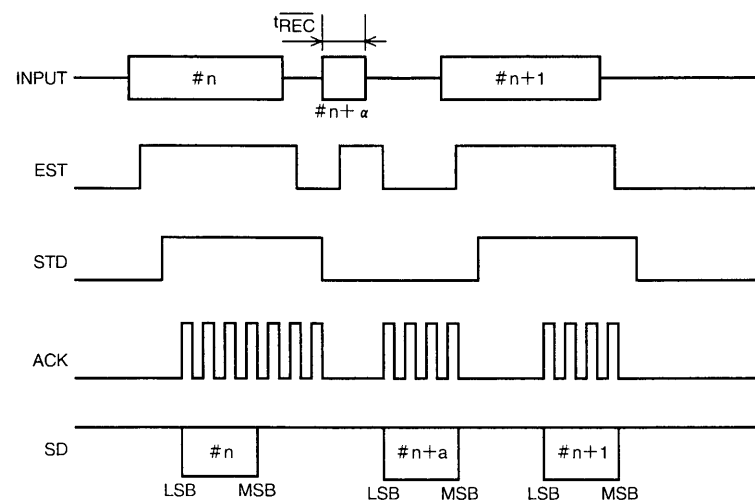 tREC
INPUT #n #n+α #n+1
EST
STD
ACK
SD #n #n+a #n+1
LSB MSB LSB MSB LSB MSB